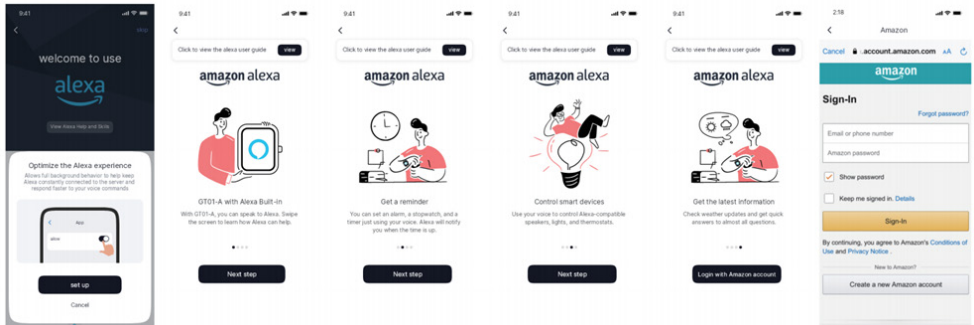 9:41
skip
welcome to use
alexa
View Alexa Help and Skills
Optimize the Alexa experience
Allows full background behavior to help keep
Alexa constantly connected to the server and
respond faster to your voice commands
App
alexa
set up
Cancel
9:41
Click to view the alexa user guide
view
amazon alexa
GT01-A with Alexa Built-in
With GT01-A, you can speak to Alexa. Swipe
the screen to learn how Alexa can help.
Next step
9:41
Click to view the alexa user guide
view
amazon alexa
Get a reminder
You can set an alarm, a stopwatch, and a
timer just using your voice. Alexa will notify
you when the time is up.
Next step
9:41
Click to view the alexa user guide
view
amazon alexa
Control smart devices
Use your voice to control Alexa-compatible
speakers, lights, and thermostats.
Next step
9:41
Click to view the alexa user guide
view
amazon alexa
Get the latest information
Check weather updates and get quick
answers to almost all questions.
Login with Amazon account
2:18
Amazon
Cancel
.account.amazon.com
AA
amazon
Sign-In
Forgot password?
Email or phone number
Amazon password
Show password
Keep me signed in. Details
Sign-In
By continuing, you agree to Amazon's Conditions of
Use and Privacy Notice .
New to Amazon?
Create a new Amazon account